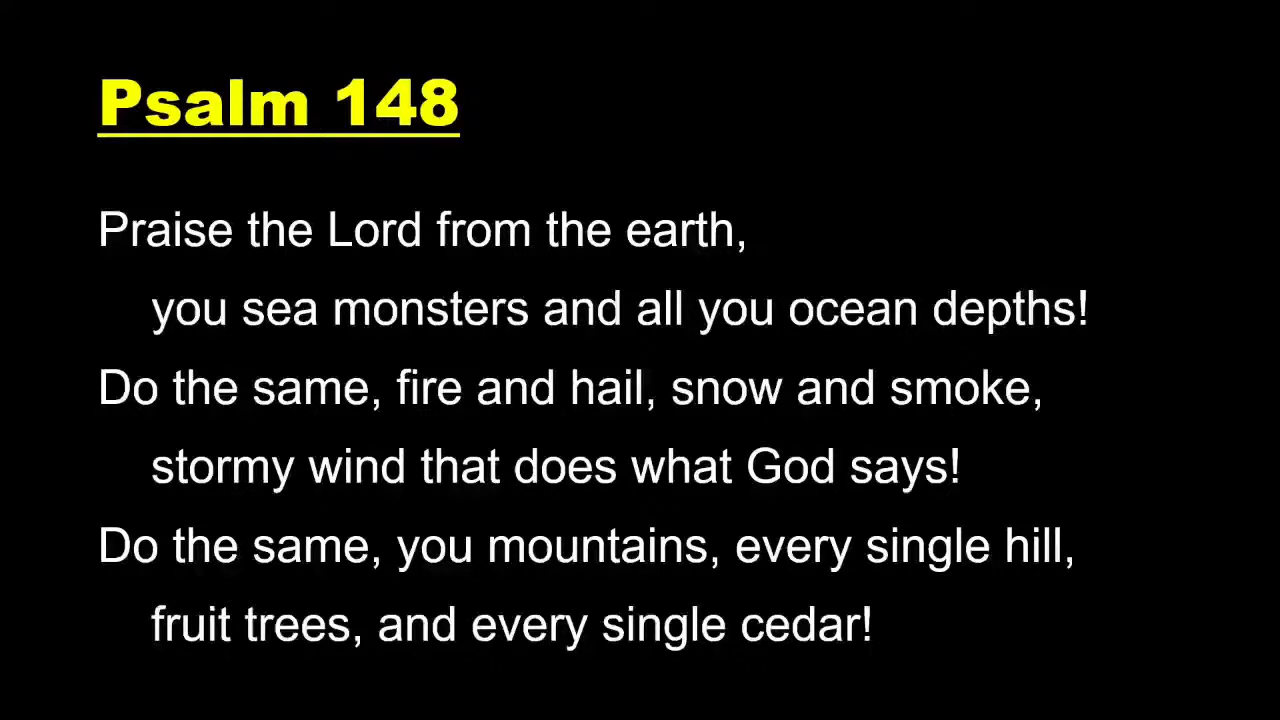 Psalm 148
Praise the Lord from the earth,
you sea monsters and all you ocean depths!
Do the same, fire and hail, snow and smoke,
stormy wind that does what God says!
Do the same, you mountains, every single hill,
fruit trees, and every single cedar!